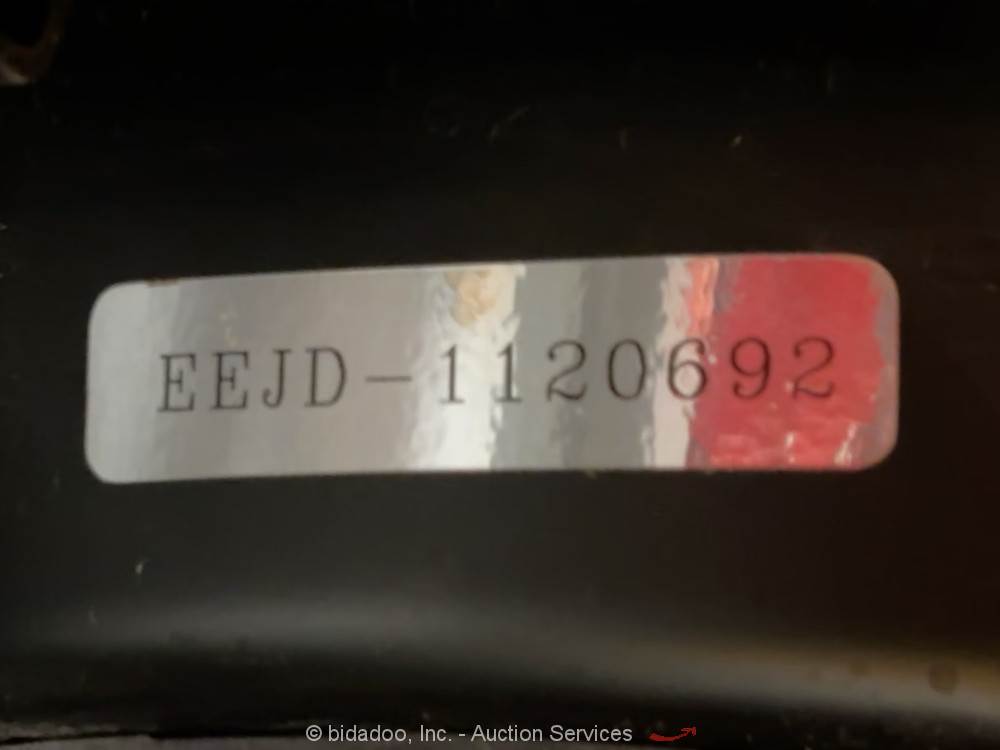 EEJD-1120692
© bidadoo, Inc. - Auction Services